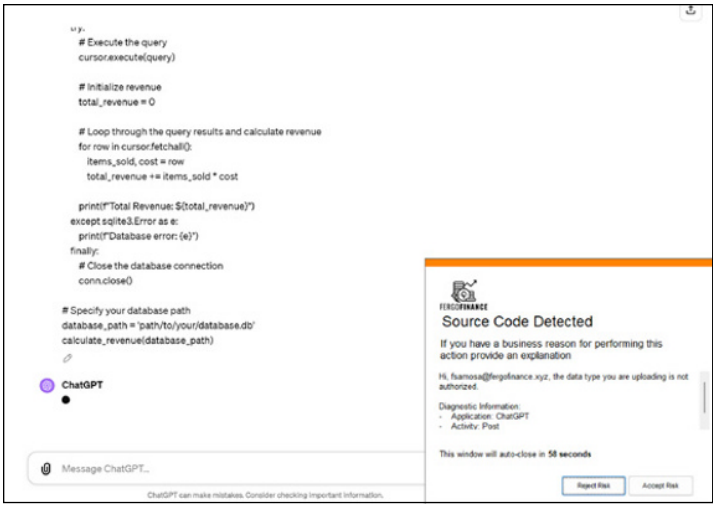 # Execute the query
cursor.execute(query)
# Initialize revenue
total_revenue = 0
# Loop through the query results and calculate revenue
for row in cursor.fetchall():
items_sold, cost = row
total_revenue += items_sold * cost
print(f"Total Revenue: ${total_revenue}")
except sqlite3.Error as e:
print(f"Database error: {e}")
finally:
# Close the database connection
conn.close()
# Specify your database path
database_path = 'path/to/your/database.db'
calculate_revenue(database_path)
ChatGPT
Message ChatGPT...
ChatGPT can make mistakes. Consider checking important information.
FERGOFINANCE
Source Code Detected
If you have a business reason for performing this
action provide an explanation
Hi, fsamosa@fergofinance.xyz, the data type you are uploading is not
authorized.
Diagnostic Information:
- Application: ChatGPT
- Activity: Post
This window will auto-close in 58 seconds
Reject Risk
Accept Risk